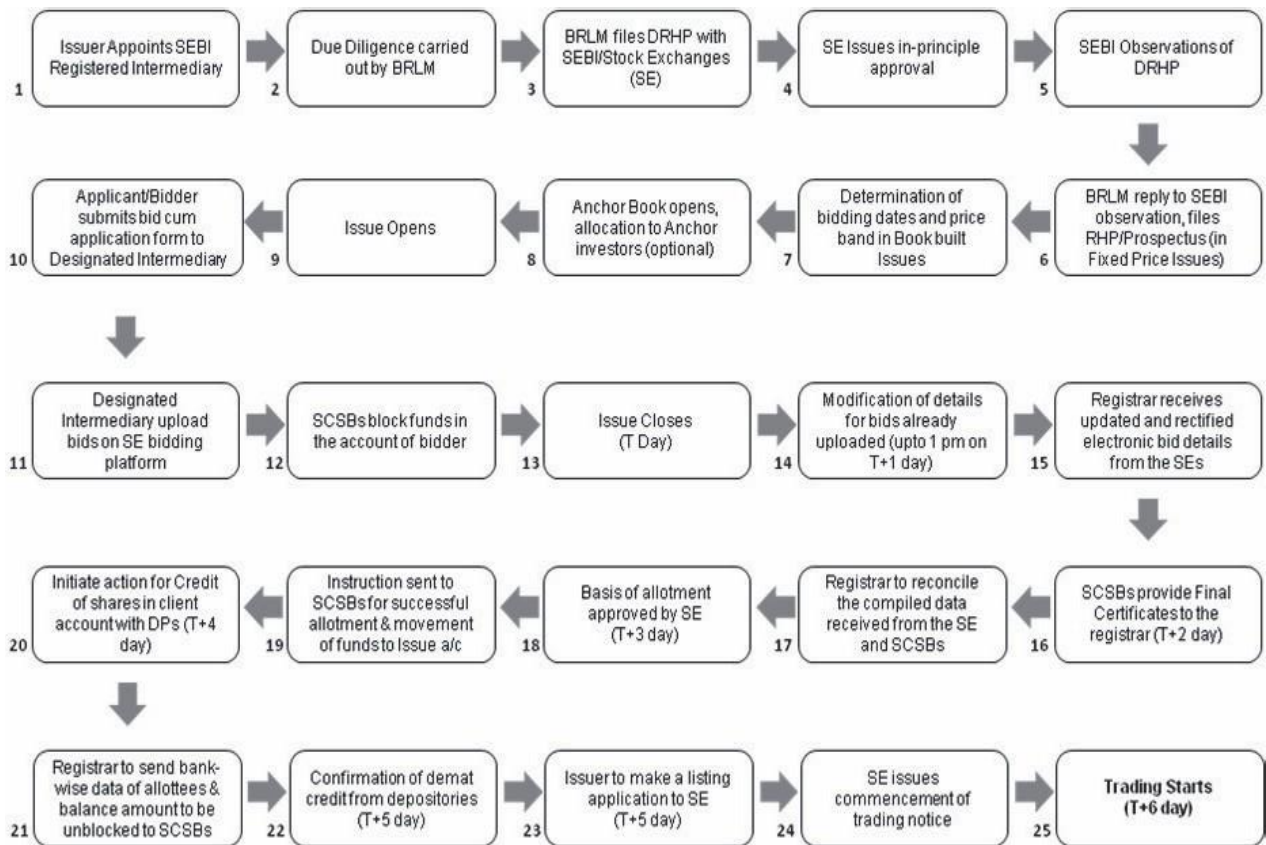 Issuer Appoints SEBI
Registered Intermediary
1
Due Diligence carried
out by BRLM
2
BRLM files DRHP with
SEBI/Stock Exchanges
(SE)
3
SE Issues in-principle
approval
4
SEBI Observations of
DRHP
5
BRLM reply to SEBI
observation, files
RHP/Prospectus (in
Fixed Price Issues)
6
Determination of
bidding dates and price
band in Book built
Issues
7
Anchor Book opens,
allocation to Anchor
investors (optional)
8
Issue Opens
9
Applicant/Bidder
submits bid cum
application form to
Designated Intermediary
10
Designated
Intermediary upload
bids on SE bidding
platform
11
SCSBs block funds in
the account of bidder
12
Issue Closes
(T Day)
13
Modification of details
for bids already
uploaded (upto 1 pm on
T+1 day)
14
Registrar receives
updated and rectified
electronic bid details
from the SEs
15
SCSBs provide Final
Certificates to the
registrar (T+2 day)
16
Registrar to reconcile
the compiled data
received from the SE
and SCSBs
17
Basis of allotment
approved by SE
(T+3 day)
18
Instruction sent to
SCSBs for successful
allotment & movement
of funds to Issue a/c
19
Initiate action for Credit
of shares in client
account with DPs (T+4
day)
20
Registrar to send bank-
wise data of allottees &
balance amount to be
unblocked to SCSBs
21
Confirmation of demat
credit from depositories
(T+5 day)
22
Issuer to make a listing
application to SE
(T+5 day)
23
SE issues
commencement of
trading notice
24
Trading Starts
(T+6 day)
25